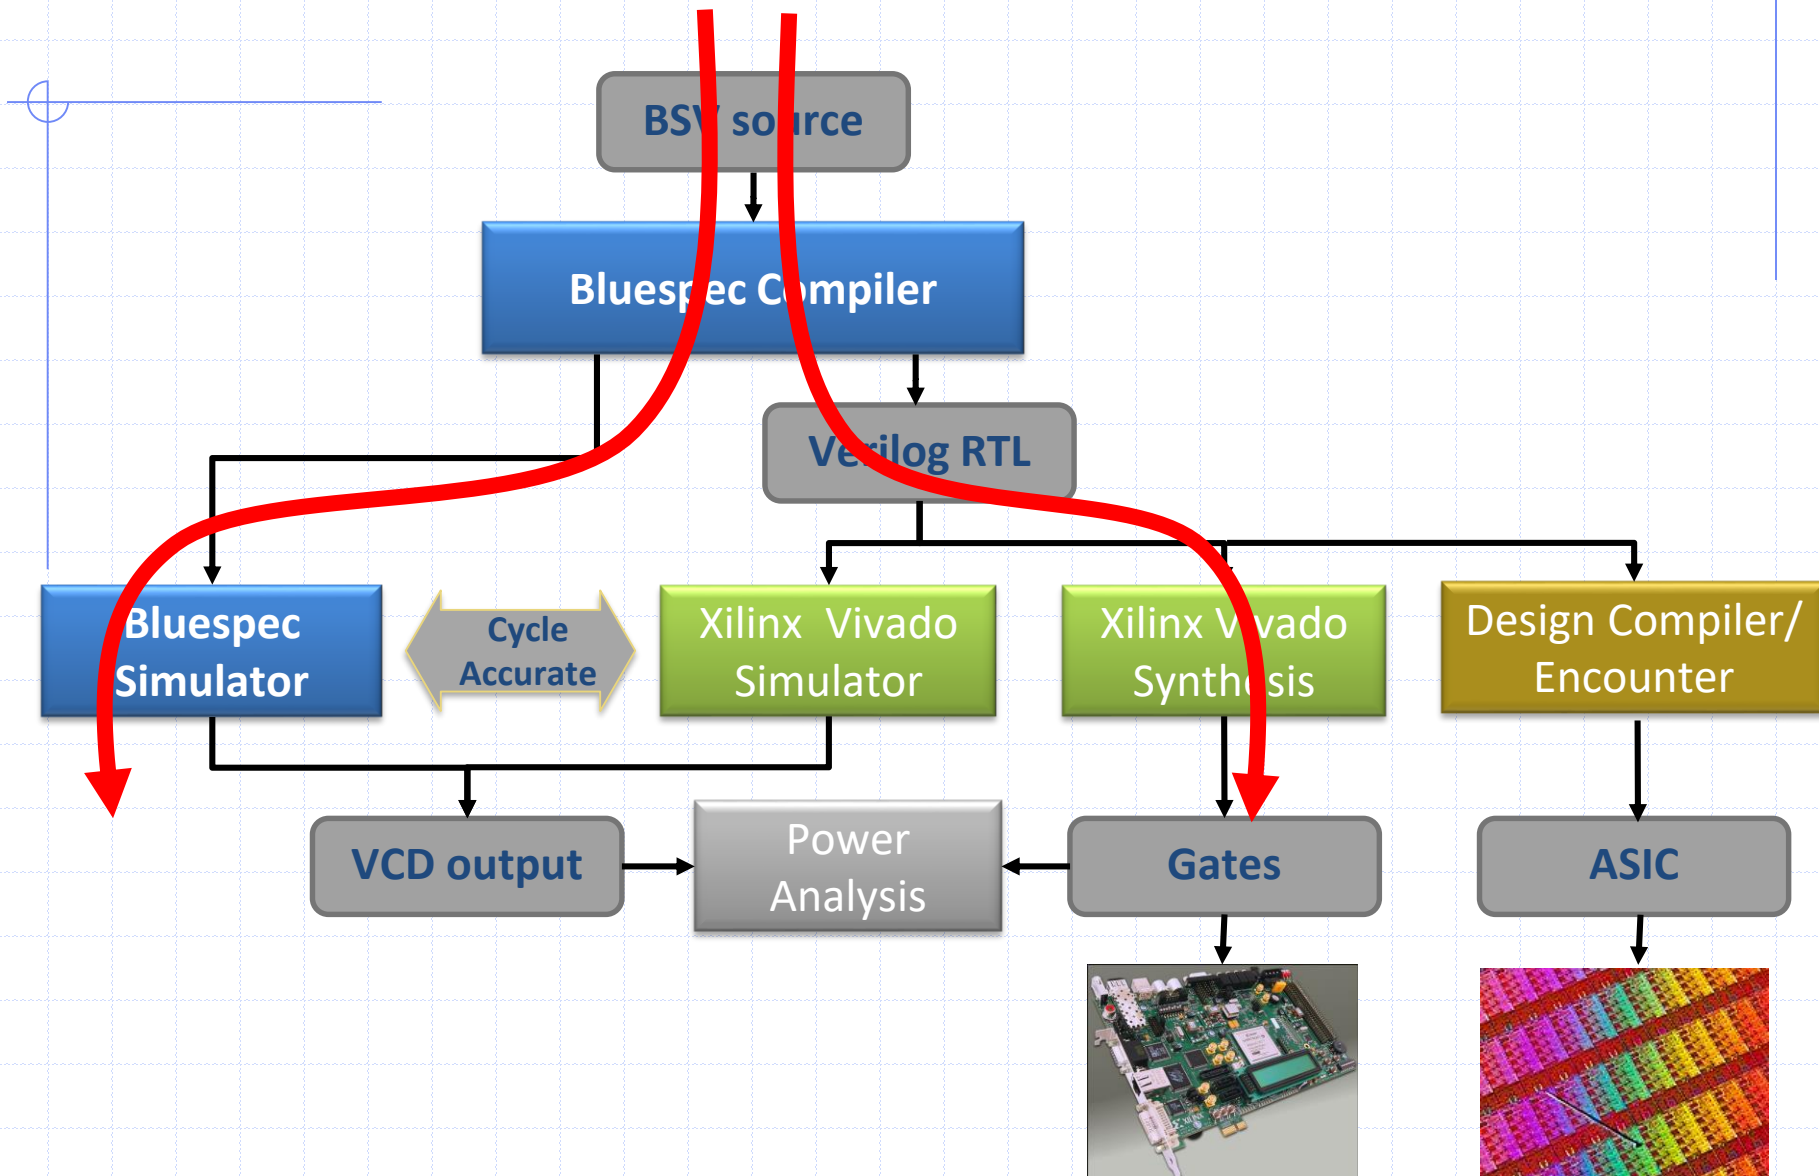 BSV source
Bluespec Compiler
Verilog RTL
Bluespec
Simulator
Cycle
Accurate
Xilinx Vivado
Simulator
Xilinx Vivado
Synthesis
Design Compiler/
Encounter
VCD output
Power
Analysis
Gates
ASIC
XILINX